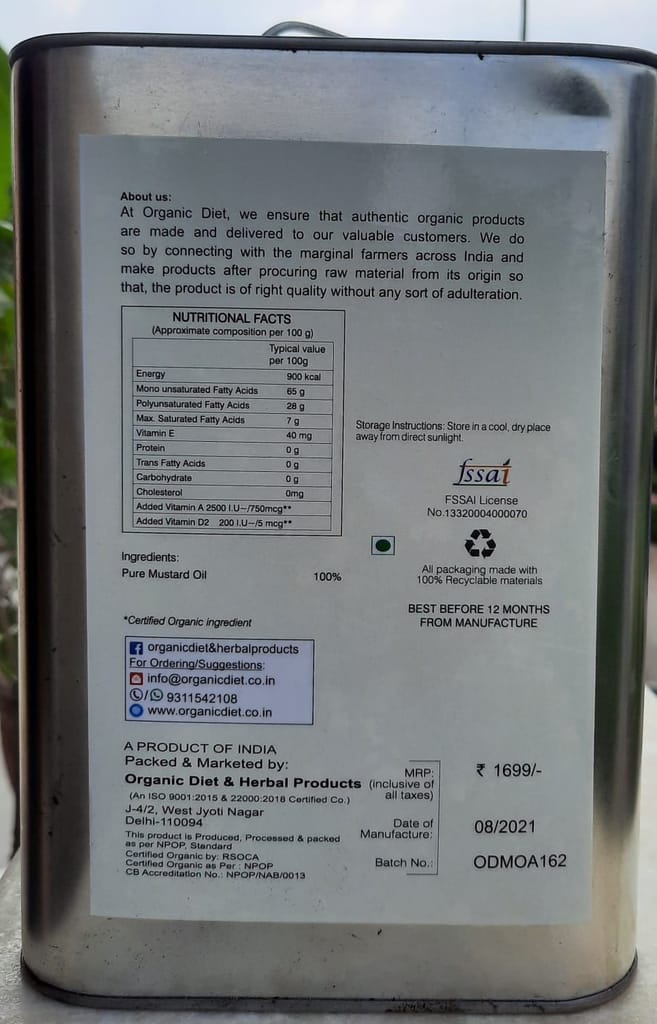 About us:
At Organic Diet, we ensure that authentic organic products
are made and delivered to our valuable customers. We do
so by connecting with the marginal farmers across India and
make products after procuring raw material from its origin so
that, the product is of right quality without any sort of adulteration.
NUTRITIONAL FACTS
(Approximate composition per 100 g)
Typical value
per 100g
Energy 900 kcal
Mono unsaturated Fatty Acids 65 g
Polyunsaturated Fatty Acids 28 g
Max. Saturated Fatty Acids 7 g
Vitamin E 40 mg
Protein 0 g
Trans Fatty Acids 0 g
Carbohydrate 0 g
Cholesterol 0mg
Added Vitamin A 2500 I.U~/750mcg**
Added Vitamin D2 200 I.U~/5 mcg**
Storage Instructions: Store in a cool, dry place
away from direct sunlight.
fssai
FSSAI License
No.13320004000070
All packaging made with
100% Recyclable materials
BEST BEFORE 12 MONTHS
FROM MANUFACTURE
Ingredients:
Pure Mustard Oil 100%
*Certified Organic ingredient
organicdiet&herbalproducts
For Ordering/Suggestions:
info@organicdiet.co.in
9311542108
www.organicdiet.co.in
A PRODUCT OF INDIA
Packed & Marketed by:
Organic Diet & Herbal Products
(An ISO 9001:2015 & 22000:2018 Certified Co.)
J-4/2, West Jyoti Nagar
Delhi-110094
This product is Produced, Processed & packed
as per NPOP, Standard
Certified Organic by: RSOCA
Certified Organic as Per : NPOP
CB Accreditation No.: NPOP/NAB/0013
MRP: ₹ 1699/-
(inclusive of
all taxes)
Date of
Manufacture: 08/2021
Batch No.: ODMOA162